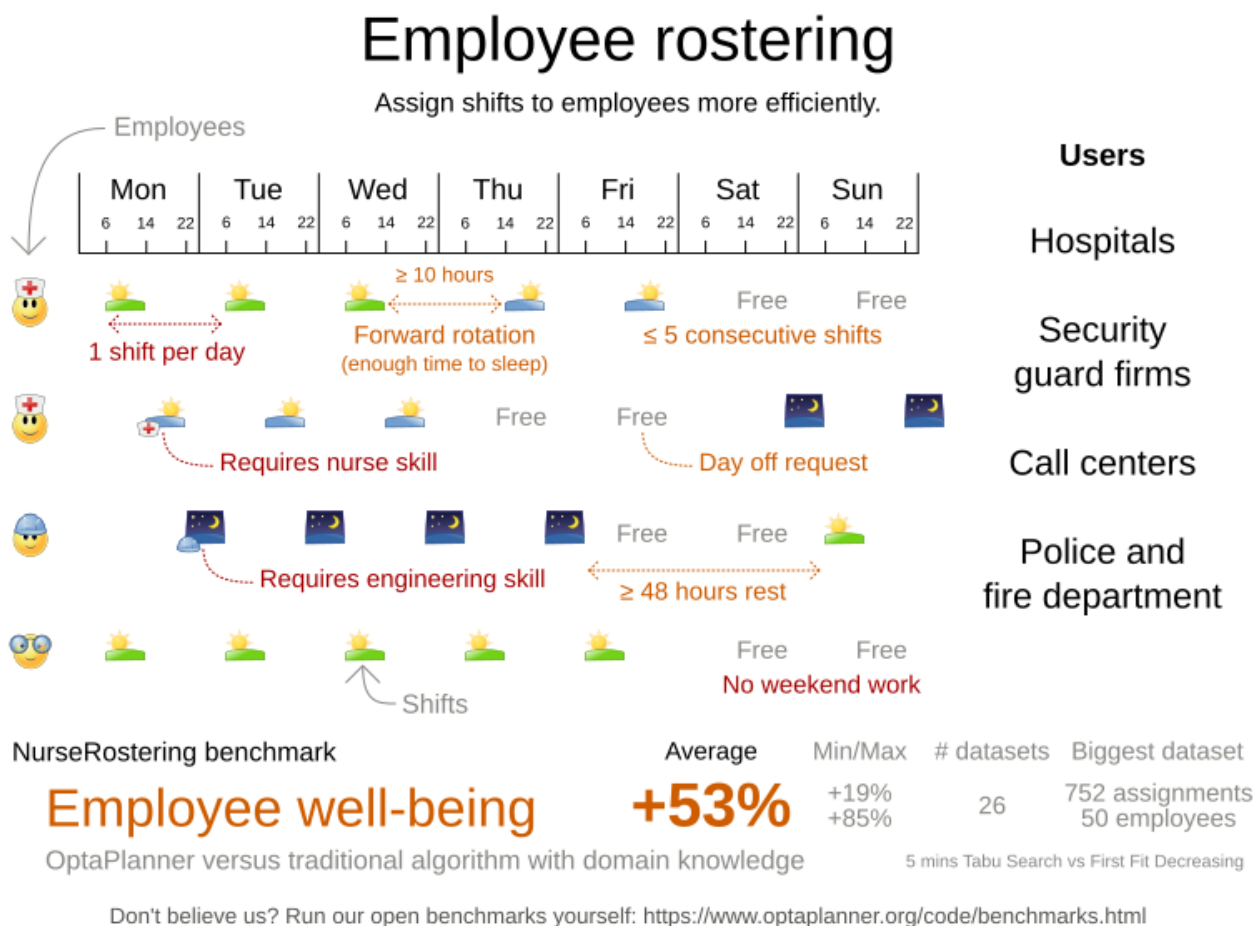 Employee rostering
Assign shifts to employees more efficiently.
Employees
Users
Mon Tue Wed Thu Fri Sat Sun
6 14 22 6 14 22 6 14 22 6 14 22 6 14 22 6 14 22 6 14 22
Hospitals
≥ 10 hours
Free Free
1 shift per day
Forward rotation
(enough time to sleep)
≤ 5 consecutive shifts
Security
guard firms
Free Free
Requires nurse skill
Day off request
Call centers
Free Free
Requires engineering skill
≥ 48 hours rest
Police and
fire department
Free Free
No weekend work
Shifts
NurseRostering benchmark
Average Min/Max # datasets Biggest dataset
Employee well-being
+53%
+19%
+85%
26
752 assignments
50 employees
OptaPlanner versus traditional algorithm with domain knowledge
5 mins Tabu Search vs First Fit Decreasing
Don't believe us? Run our open benchmarks yourself: https://www.optaplanner.org/code/benchmarks.html